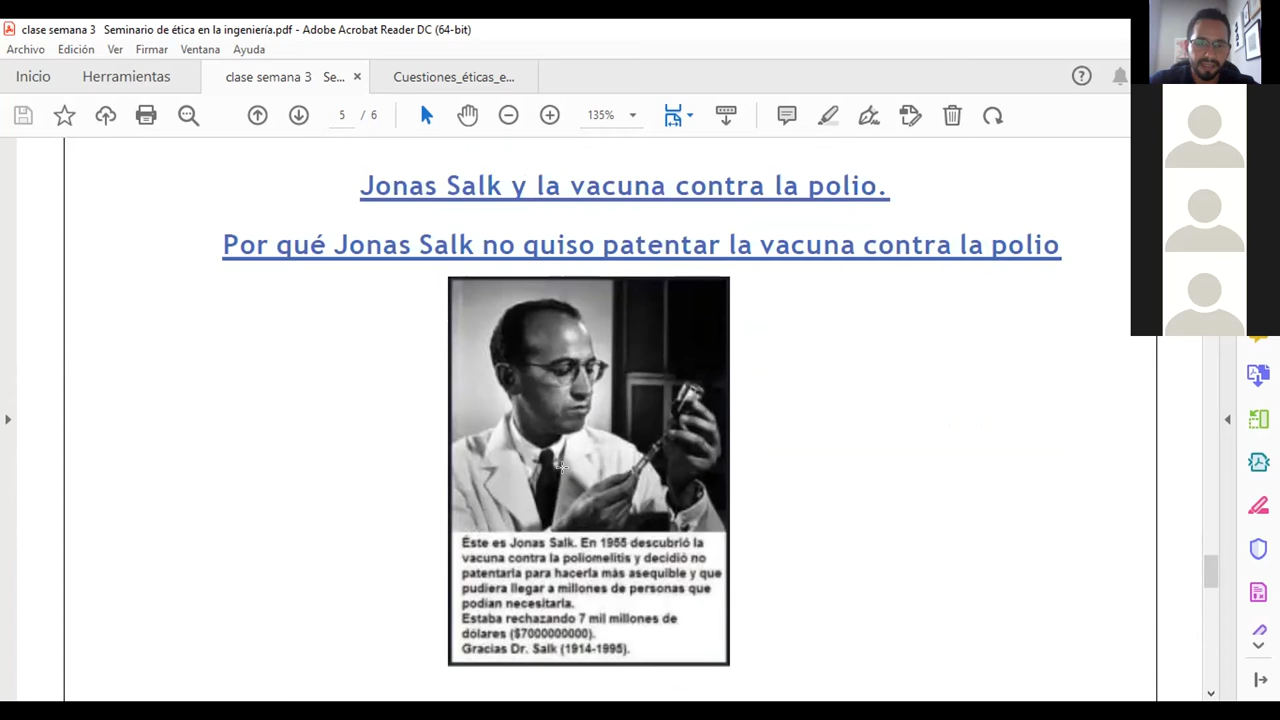 clase semana 3 Seminario de ética en la ingeniería.pdf - Adobe Acrobat Reader DC (64-bit)
Archivo Edición Ver Firmar Ventana Ayuda
Inicio Herramientas clase semana 3 Se... × Cuestiones_éticas_e...
5 / 6 135%
Jonas Salk y la vacuna contra la polio.
Por qué Jonas Salk no quiso patentar la vacuna contra la polio
Éste es Jonas Salk. En 1955 descubrió la
vacuna contra la poliomelitis y decidió no
patentarla para hacerla más asequible y que
pudiera llegar a millones de personas que
podían necesitarla.
Estaba rechazando 7 mil millones de
dólares ($7000000000).
Gracias Dr. Salk (1914-1995).